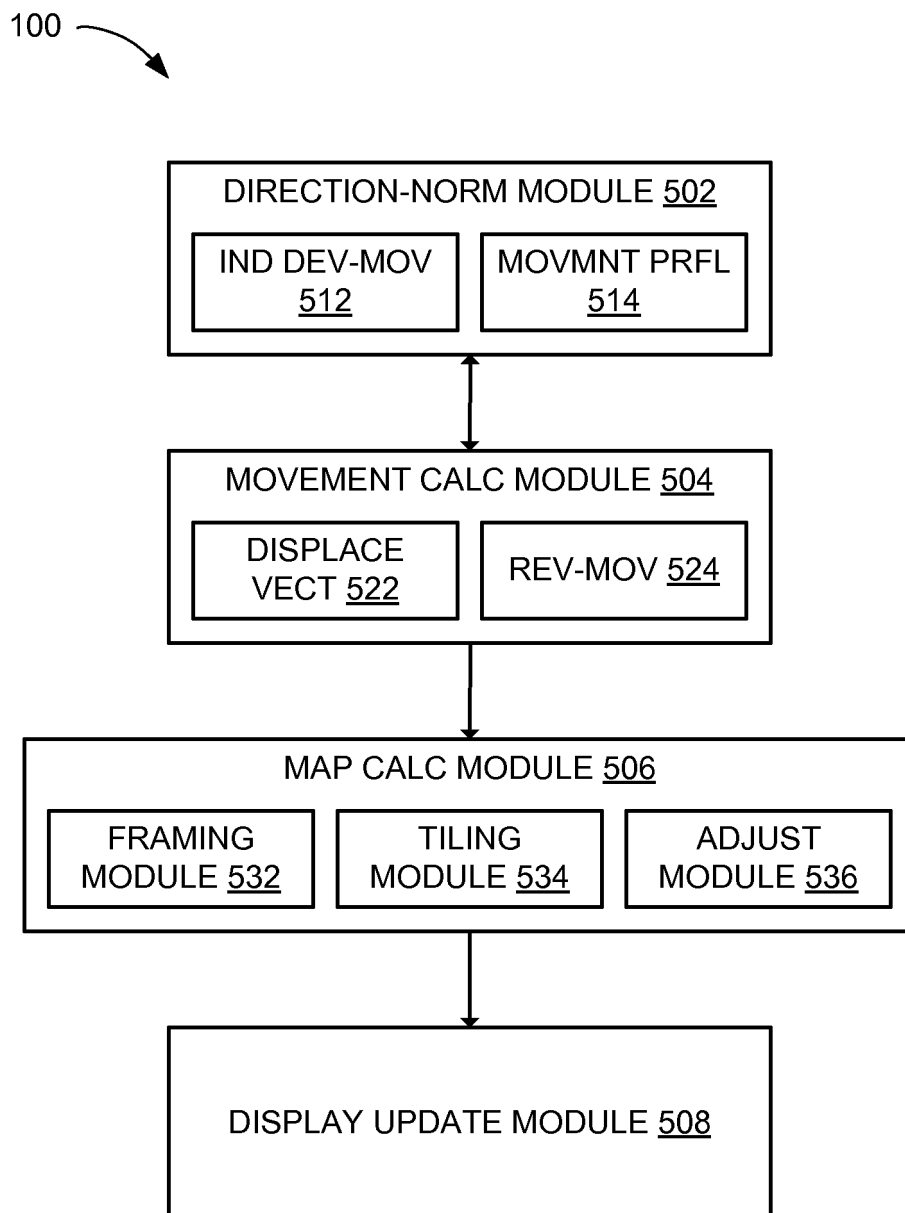 100
DIRECTION-NORM MODULE 502
IND DEV-MOV
512
MOVMNT PRFL
514
MOVEMENT CALC MODULE 504
DISPLACE
VECT 522
REV-MOV 524
MAP CALC MODULE 506
FRAMING
MODULE 532
TILING
MODULE 534
ADJUST
MODULE 536
DISPLAY UPDATE MODULE 508